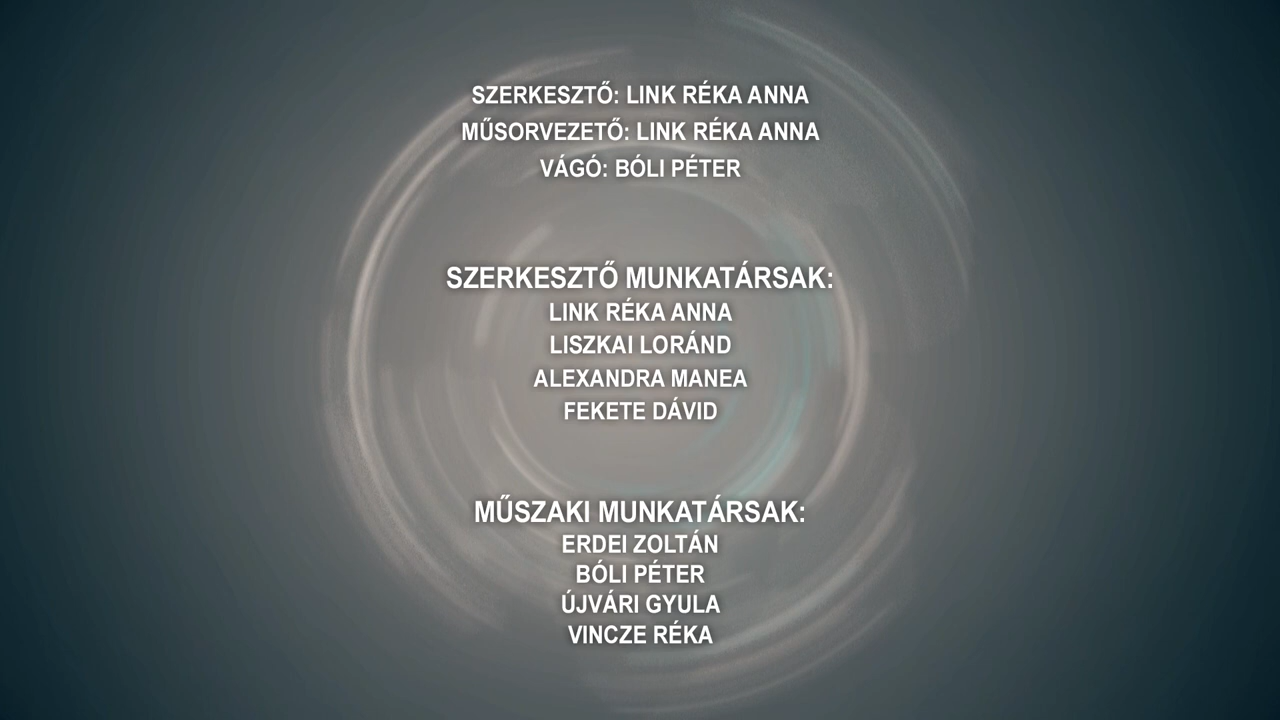 SZERKESZTŐ: LINK RÉKA ANNA
MŰSORVEZETŐ: LINK RÉKA ANNA
VÁGÓ: BÓLI PÉTER
SZERKESZTŐ MUNKATÁRSAK:
LINK RÉKA ANNA
LISZKAI LORÁND
ALEXANDRA MANEA
FEKETE DÁVID
MŰSZAKI MUNKATÁRSAK:
ERDEI ZOLTÁN
BÓLI PÉTER
ÚJVÁRI GYULA
VINCZE RÉKA